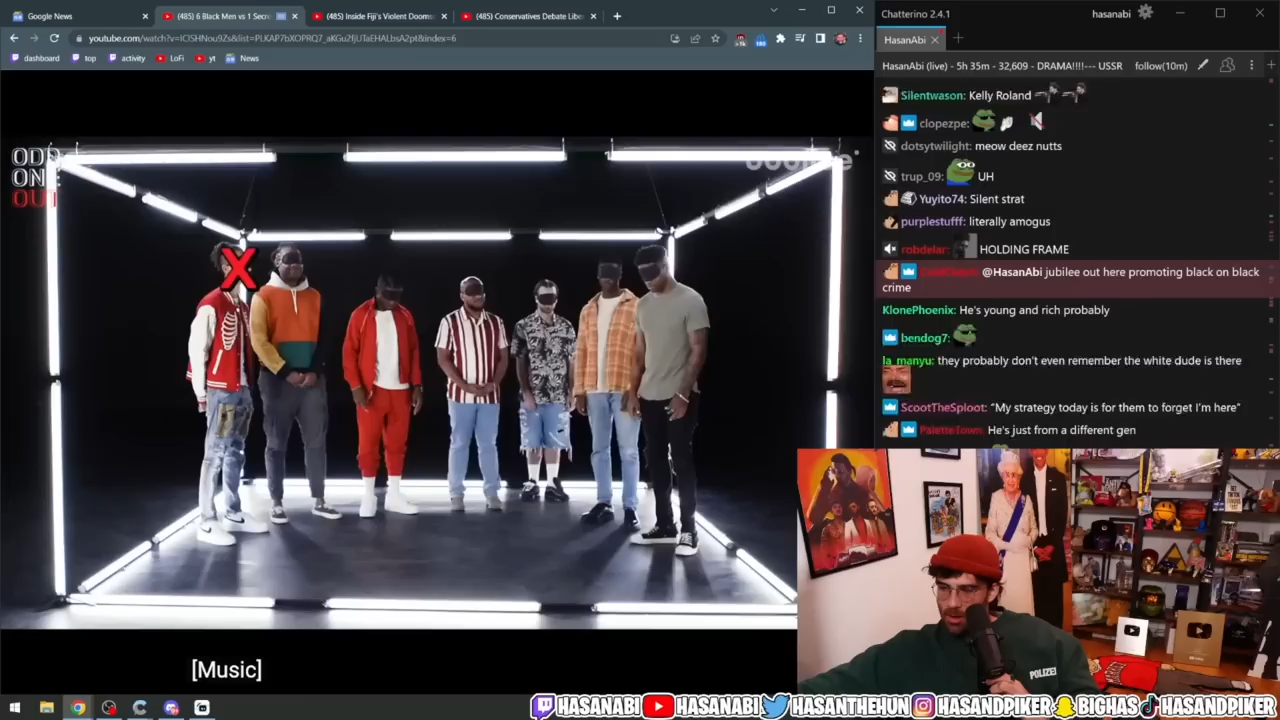 Google News
(485) 6 Black Men vs 1 Secre
(485) Inside Fiji's Violent Dooms
(485) Conservatives Debate Libe
youtube.com/watch?v=
&index=6
dashboard
top
activity
LoFi
yt
News
ODD
ONE
OUT
X
[Music]
Chatterino 2.4.1
hasanabi
HasanAbi
HasanAbi (live) - 5h 35m - 32,609 - DRAMA!!!!--- USSR
follow(10m)
Silentwason: Kelly Roland
clopezpe:
dotsytwilight: meow deez nutts
trup_09: UH
Yuyito74: Silent strat
purplestufff: literally amogus
robdelar: HOLDING FRAME
@HasanAbi jubilee out here promoting black on black
crime
KlonePhoenix: He's young and rich probably
bendog7:
la_manyu: they probably don't even remember the white dude is there
ScootTheSploot: “My strategy today is for them to forget I'm here”
PaletteTown: He's just from a different gen
POLIZEI
HASANABI
HASANABI
HASANTHEHUN
HASANDPIKER
BIGHAS
HASANDPIKER